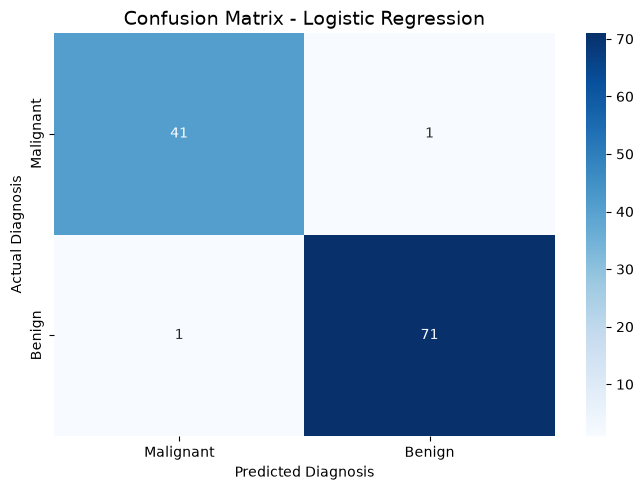 Confusion Matrix - Logistic Regression
Actual Diagnosis
Malignant
Benign
41
1
1
71
Malignant
Benign
Predicted Diagnosis
70
60
50
40
30
20
10